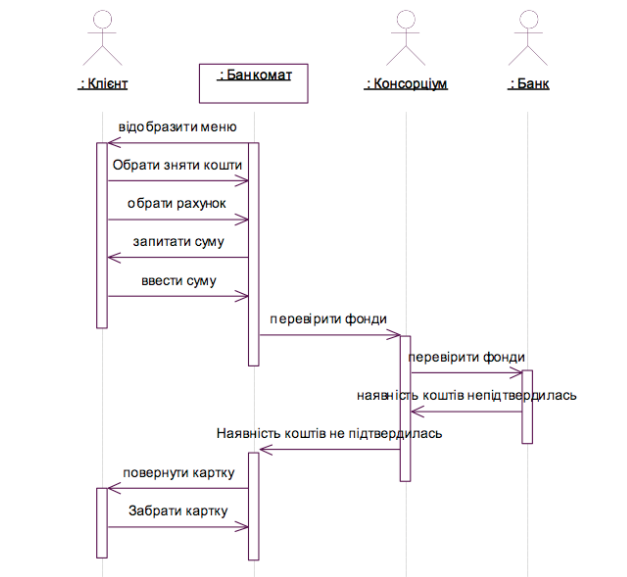 : Клієнт
: Банкомат
: Консорціум
: Банк
відобразити меню
Обрати зняти кошти
обрати рахунок
запитати суму
ввести суму
перевірити фонди
перевірити фонди
наявність коштів непідтвердилась
Наявність коштів не підтвердилась
повернути картку
Забрати картку